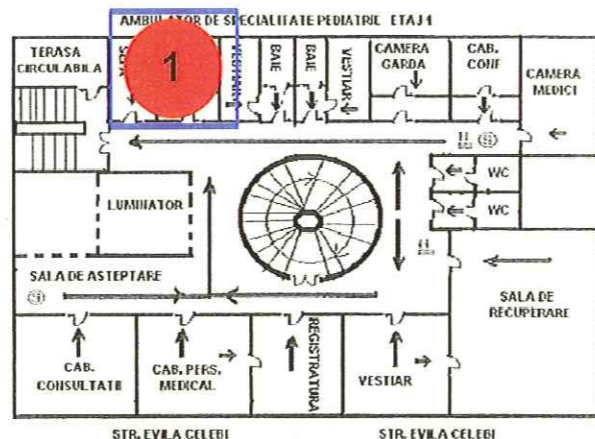 AMBULATOR DE SPECIALITATE PEDIATRIE ETAJ 1
TERASA
CIRCULABILA
1
BAIE
BAIE
VESTIAR
CAMERA
GARDA
CAB.
CONF
CAMERA
MEDICI
WC
WC
LUMINATOR
SALA DE ASTEPTARE
SALA DE
RECUPERARE
CAB.
CONSULTATII
CAB. PERS.
MEDICAL
REGISTRATURA
VESTIAR
STR. EVILA CELEBI
STR. EVILA CELEBI